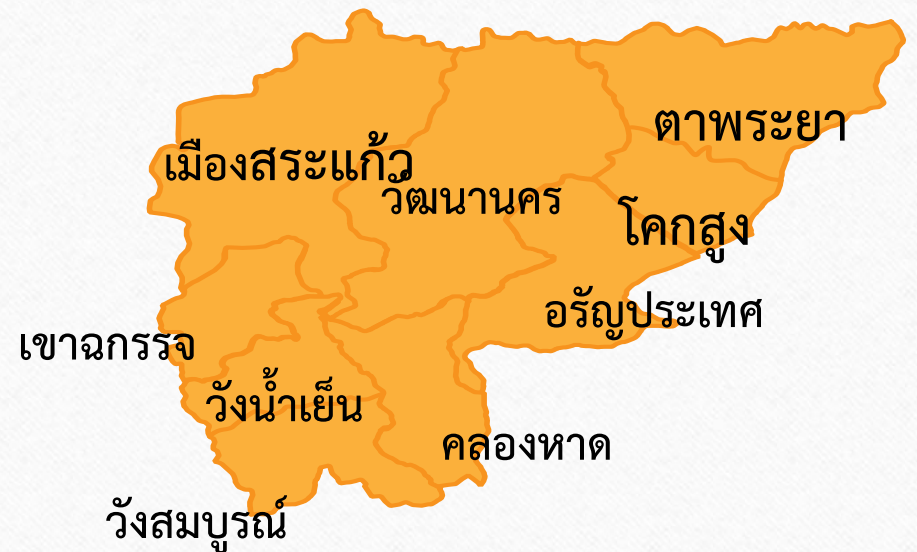 ตาพระยา
เมืองสระแก้ว
วัฒนานคร
โคกสูง
อรัญประเทศ
เขาฉกรรจ
วังน้ำเย็น
คลองหาด
วังสมบูรณ์